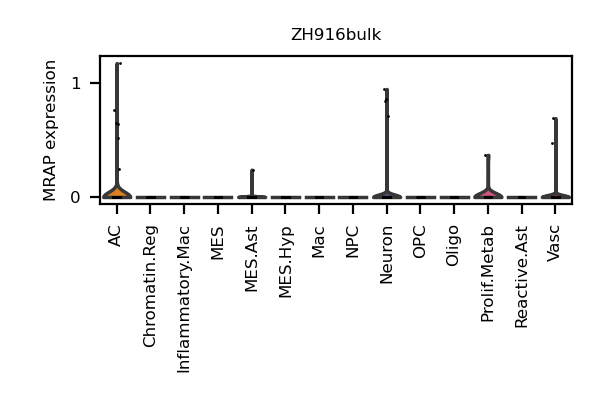 ZH916bulk
MRAP expression
1
0
AC
Chromatin.Reg
Inflammatory.Mac
MES
MES.Ast
MES.Hyp
Mac
NPC
Neuron
OPC
Oligo
Prolif.Metab
Reactive.Ast
Vasc